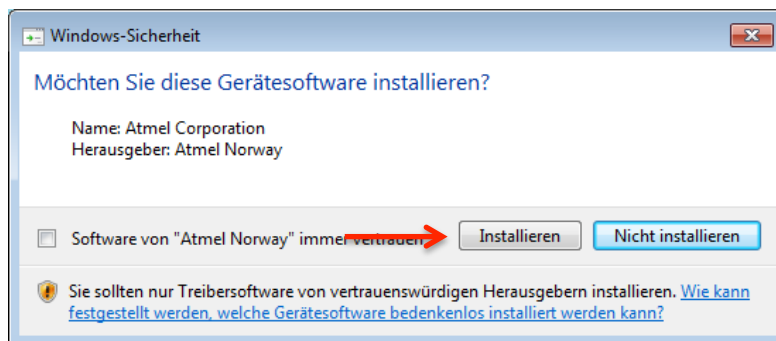 Windows-Sicherheit
Möchten Sie diese Gerätesoftware installieren?
Name: Atmel Corporation
Herausgeber: Atmel Norway
Software von "Atmel Norway" immer vertrauen
Installieren
Nicht installieren
Sie sollten nur Treibersoftware von vertrauenswürdigen Herausgebern installieren. Wie kann
festgestellt werden, welche Gerätesoftware bedenkenlos installiert werden kann?